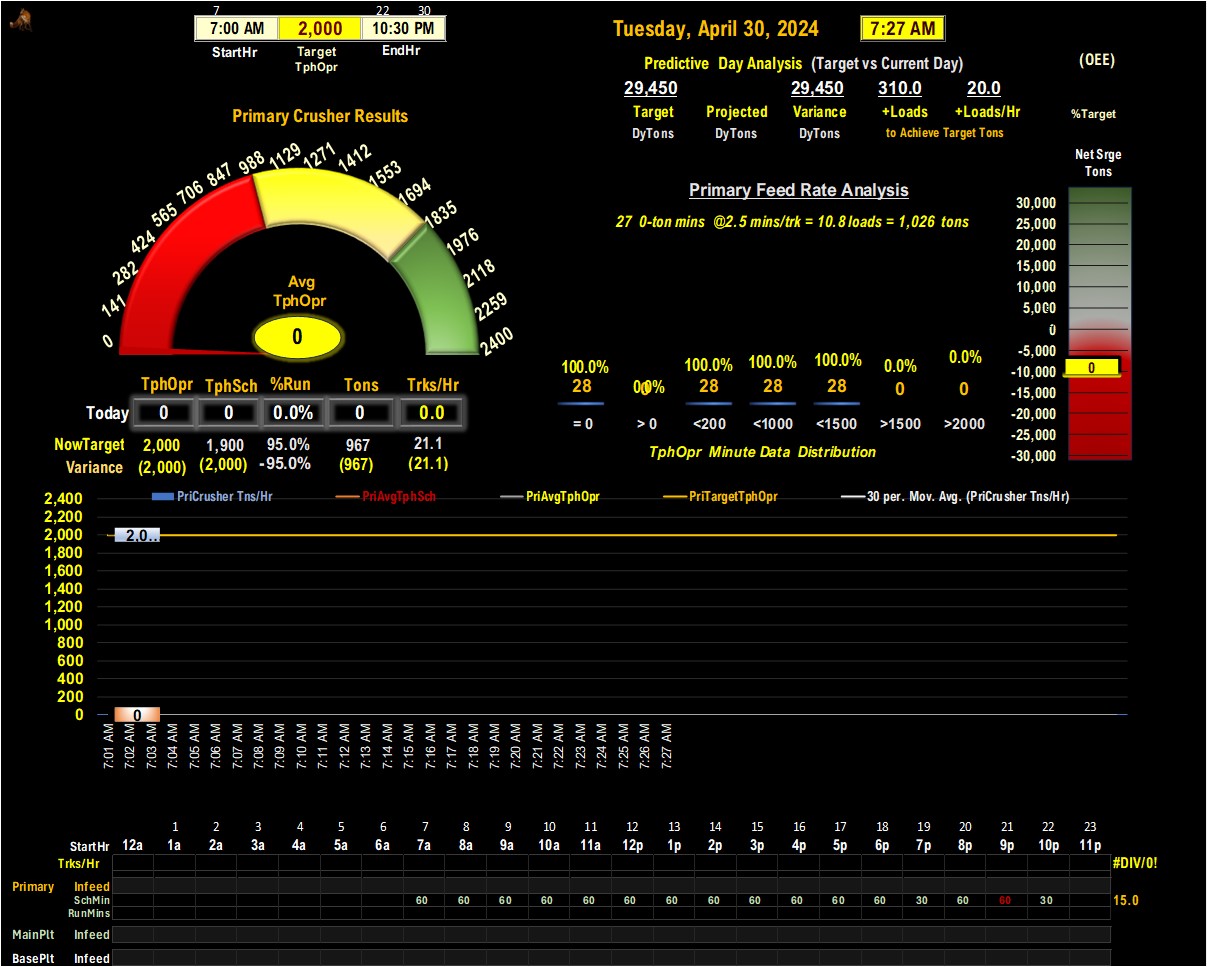 7 22 30
7:00 AM 2,000 10:30 PM
StartHr Target EndHr
TphOpr
Tuesday, April 30, 2024 7:27 AM
Predictive Day Analysis (Target vs Current Day)
(OEE)
29,450 29,450 310.0 20.0
Target Projected Variance +Loads +Loads/Hr
DyTons DyTons DyTons to Achieve Target Tons
%Target
Net Srge
Tons
Primary Crusher Results
0 141 282 424 565 706 847 988 1129 1271 1412 1553 1694 1835 1976 2118 2259 2400
Avg
TphOpr
0
Primary Feed Rate Analysis
27 0-ton mins @2.5 mins/trk = 10.8 loads = 1,026 tons
30,000
25,000
20,000
15,000
10,000
5,000
0
-5,000
-10,000
-15,000
-20,000
-25,000
-30,000
0
100.0% 0.0% 100.0% 100.0% 100.0% 0.0% 0.0%
28 0 28 28 28 0 0
= 0 > 0 <200 <1000 <1500 >1500 >2000
TphOpr Minute Data Distribution
TphOpr TphSch %Run Tons Trks/Hr
Today 0 0 0.0% 0 0.0
NowTarget 2,000 1,900 95.0% 967 21.1
Variance (2,000) (2,000) -95.0% (967) (21.1)
PriCrusher Tns/Hr PriAvgTphSch PriAvgTphOpr PriTargetTphOpr 30 per. Mov. Avg. (PriCrusher Tns/Hr)
2,400
2,200
2,000
1,800
1,600
1,400
1,200
1,000
800
600
400
200
0
2,0..
0
7:01 AM 7:02 AM 7:03 AM 7:04 AM 7:05 AM 7:06 AM 7:07 AM 7:08 AM 7:09 AM 7:10 AM 7:11 AM 7:12 AM 7:13 AM 7:14 AM 7:15 AM 7:16 AM 7:17 AM 7:18 AM 7:19 AM 7:20 AM 7:21 AM 7:22 AM 7:23 AM 7:24 AM 7:25 AM 7:26 AM 7:27 AM
1 2 3 4 5 6 7 8 9 10 11 12 13 14 15 16 17 18 19 20 21 22 23
StartHr 12a 1a 2a 3a 4a 5a 6a 7a 8a 9a 10a 11a 12p 1p 2p 3p 4p 5p 6p 7p 8p 9p 10p 11p
Trks/Hr #DIV/0!
Primary Infeed
SchMin 60 60 60 60 60 60 60 60 60 60 60 60 30 60 60 30 15.0
RunMins
MainPlt Infeed
BasePlt Infeed